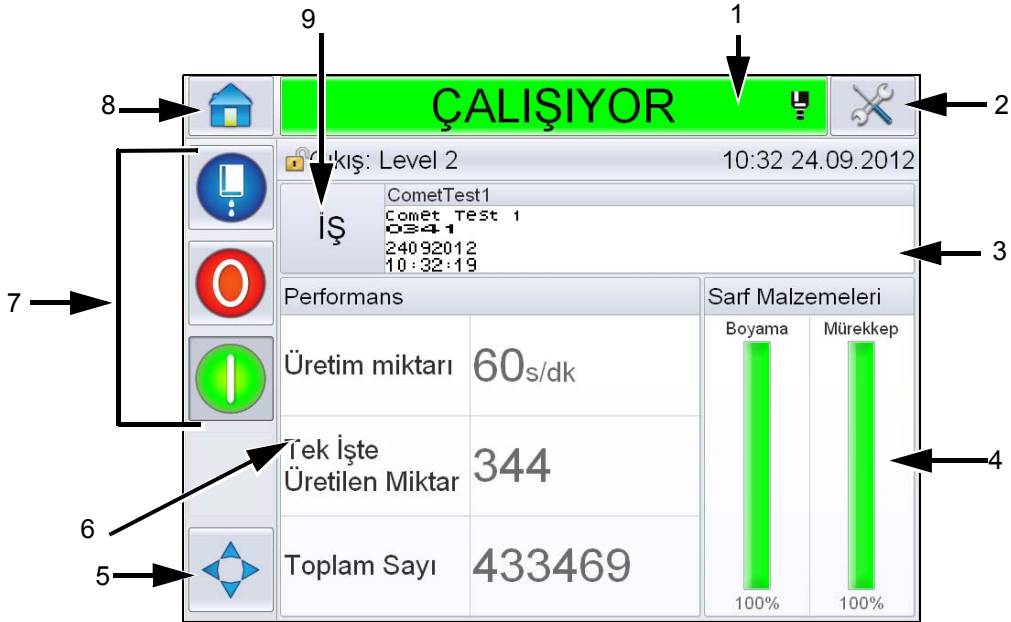 9
1
8
ÇALIŞIYOR
2
Çıkış: Level 2
10:32 24.09.2012
İŞ
CometTest1
Comet Test 1
0341
24092012
10:32:19
3
7
Performans
Sarf Malzemeleri
Boyama
Mürekkep
Üretim miktarı
60s/dk
Tek İşte
Üretilen Miktar
344
4
6
5
Toplam Sayı
433469
100%
100%